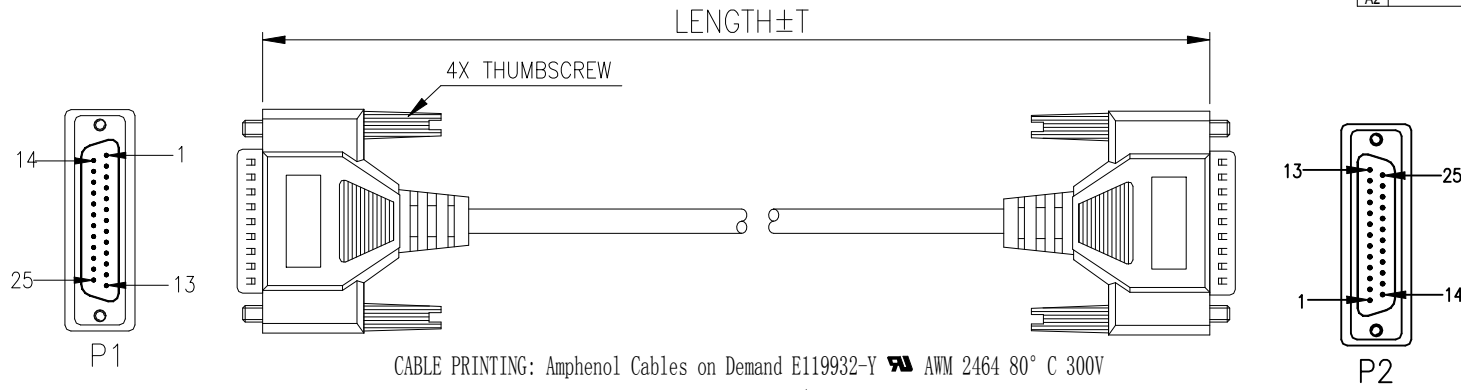 A2
LENGTH±T
4X THUMBSCREW
14 1
25 13
P1
13 25
1 14
P2
CABLE PRINTING: Amphenol Cables on Demand E119932-Y RU AWM 2464 80° C 300V